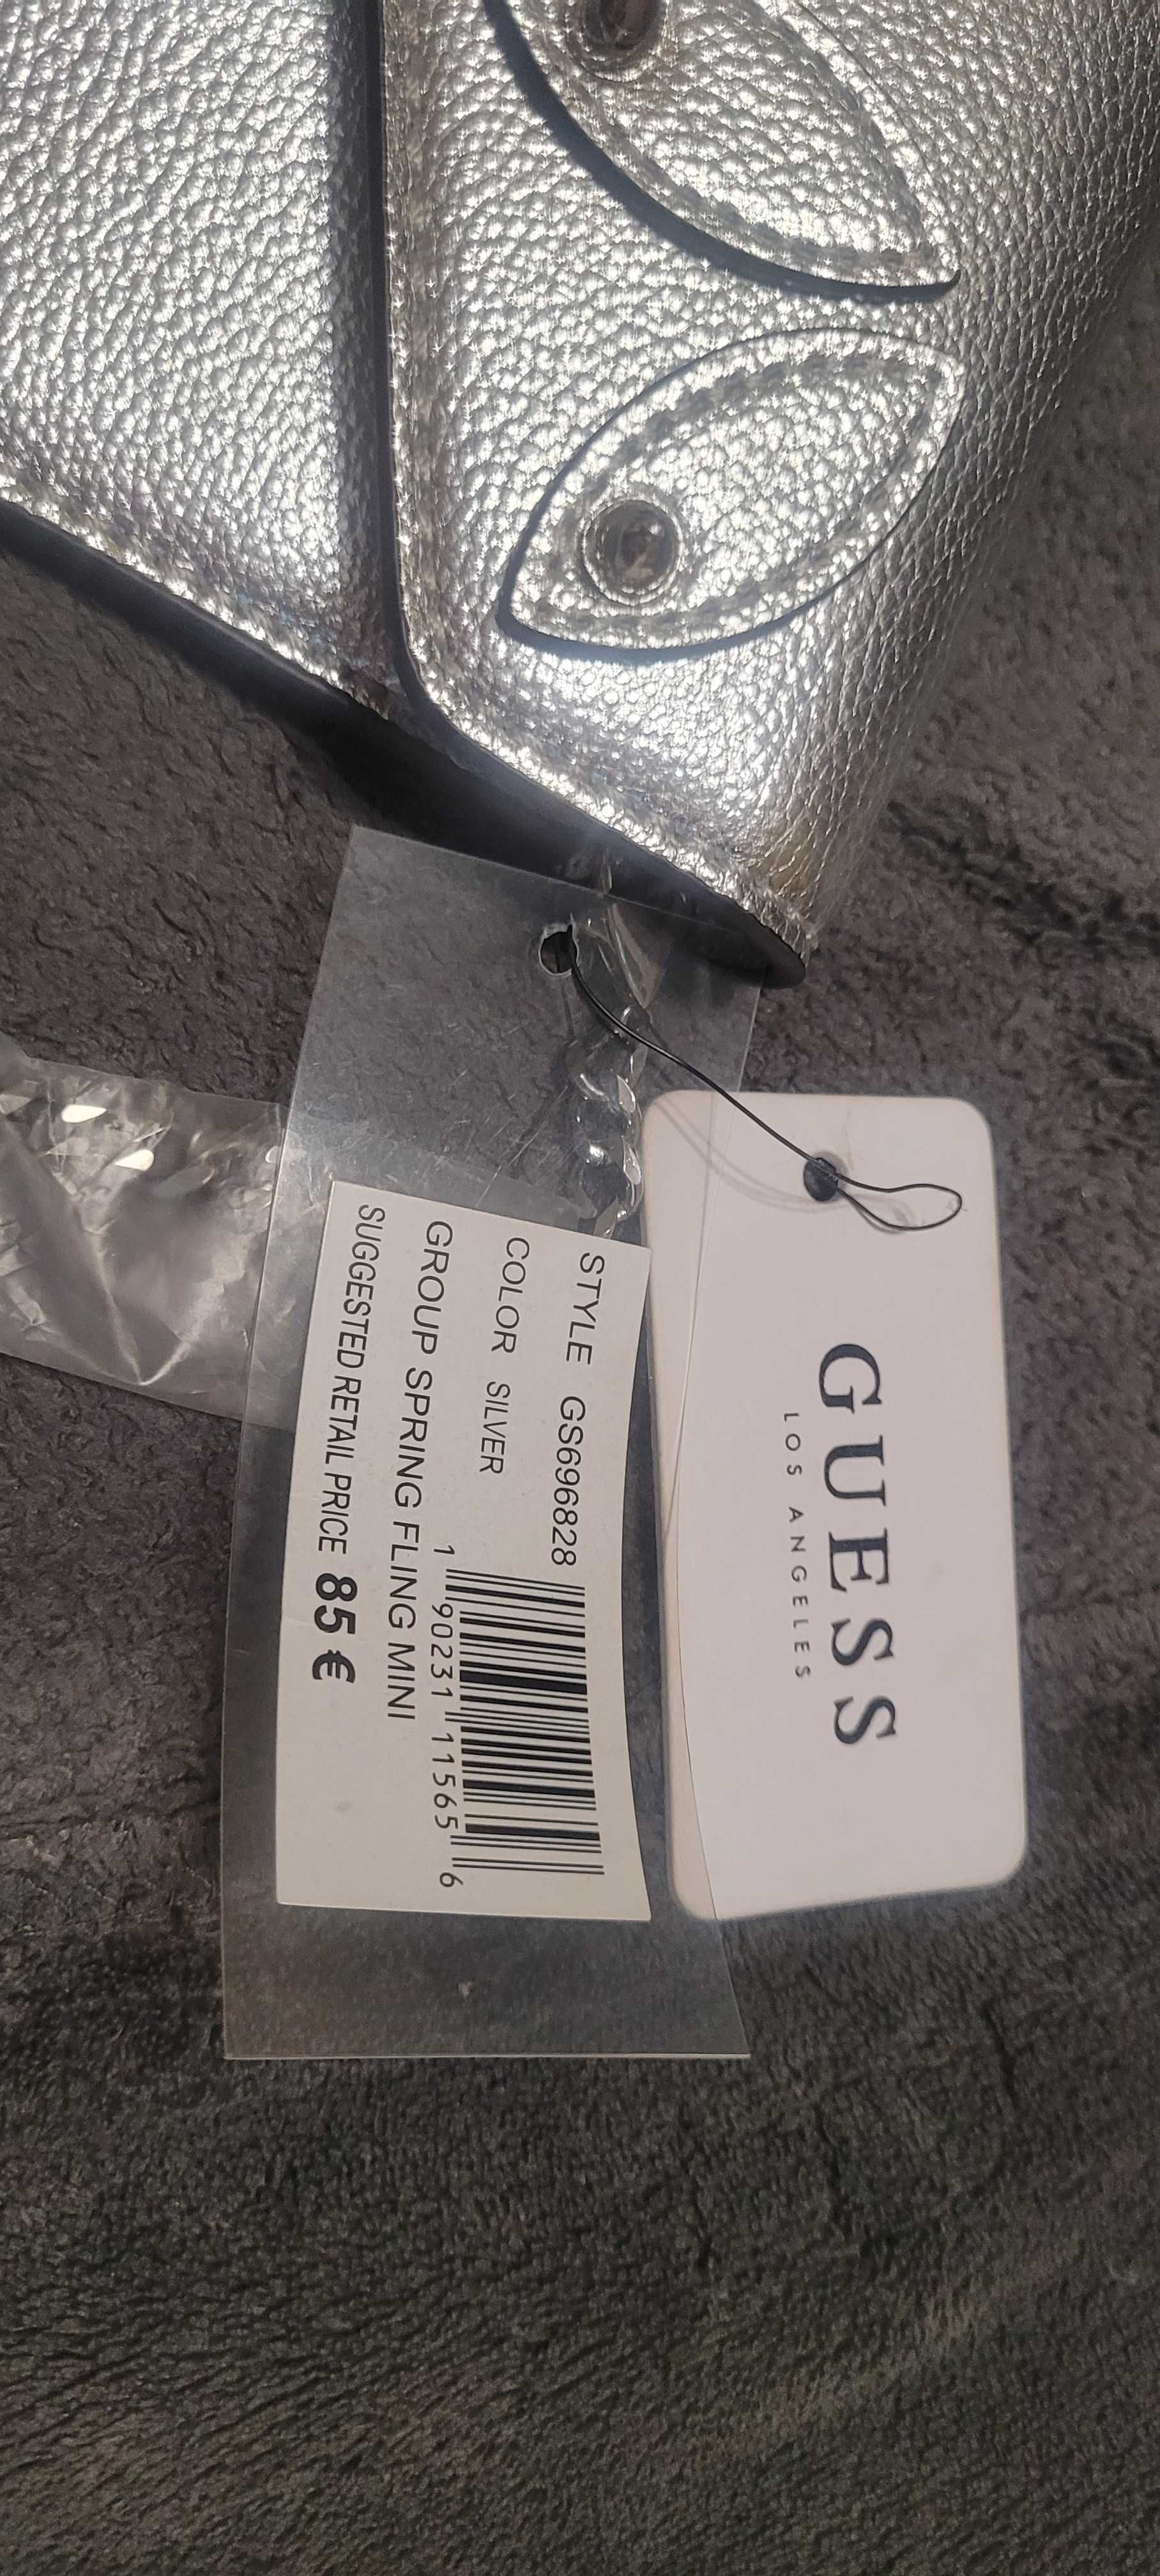 GUESS
LOS ANGELES
STYLE GS696828
COLOR SILVER
1 90231 11565 6
GROUP SPRING FLING MINI
SUGGESTED RETAIL PRICE 85 €